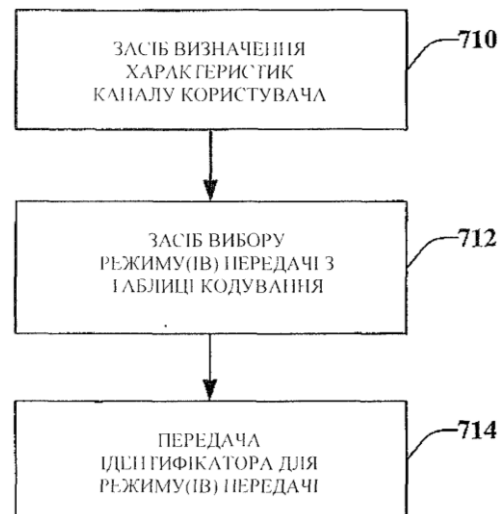 ЗАСІБ ВИЗНАЧЕННЯ
ХАРАКТЕРИСТИК
КАНАЛУ КОРИСТУВАЧА
710
ЗАСІБ ВИБОРУ
РЕЖИМУ(ІВ) ПЕРЕДАЧІ З
ТАБЛИЦІ КОДУВАННЯ
712
ПЕРЕДАЧА
ІДЕНТИФІКАТОРА ДЛЯ
РЕЖИМУ(ІВ) ПЕРЕДАЧІ
714